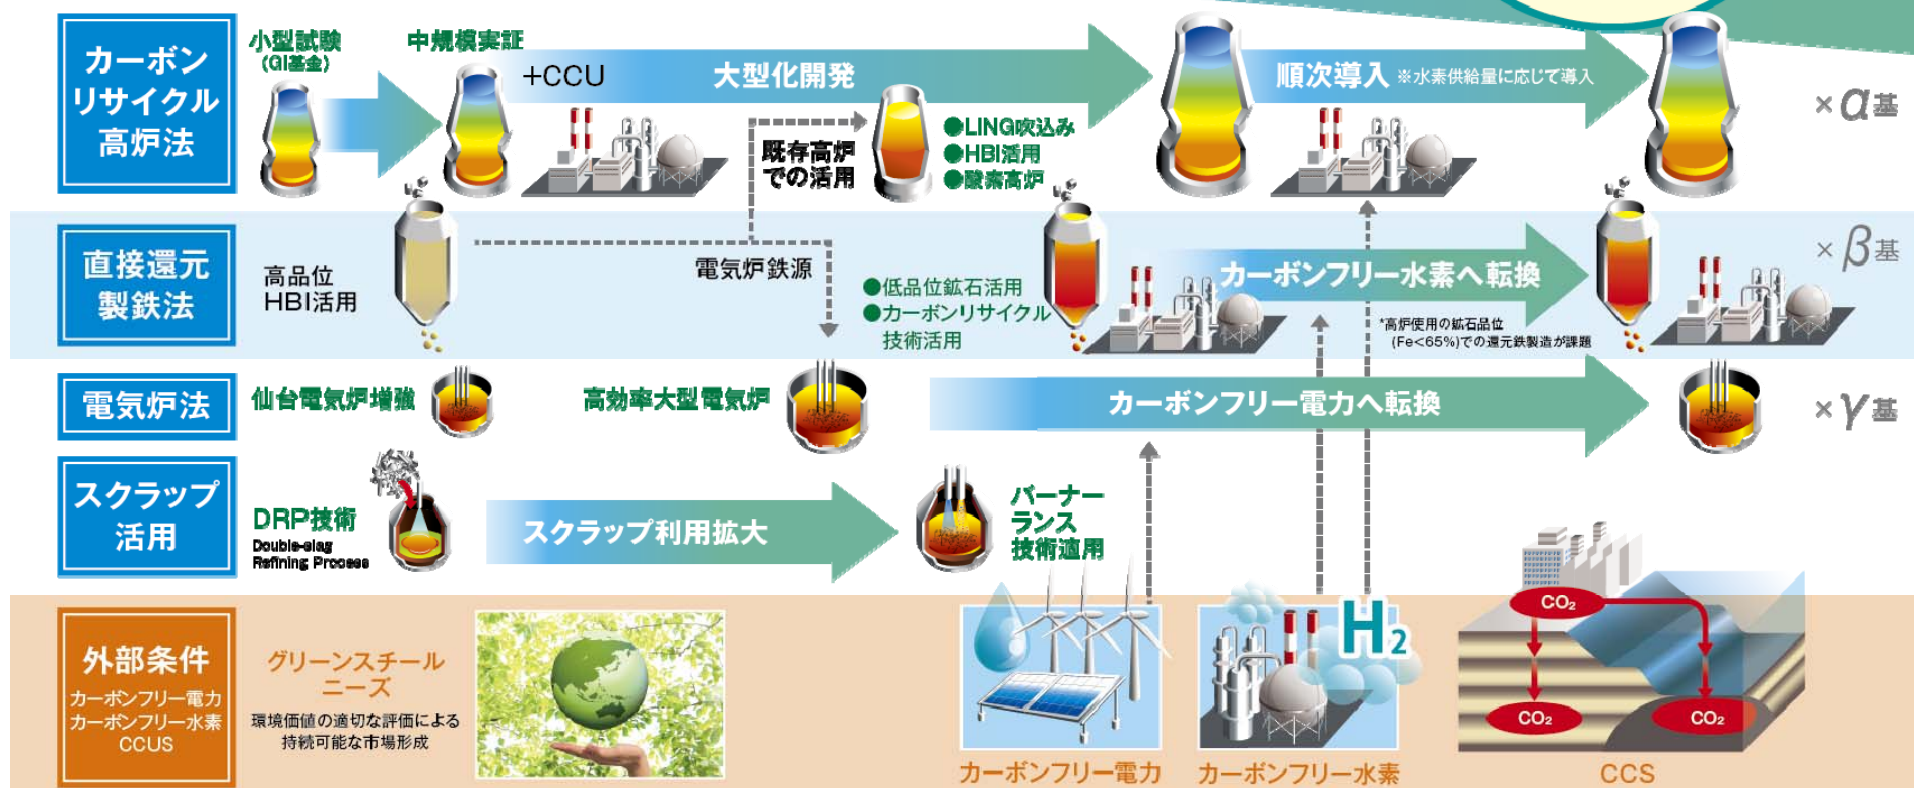 カーボン
リサイクル
高炉法
小型試験
(GI基金)
中規模実証
+CCU
大型化開発
既存高炉
での活用
●LING吹込み
●HBI活用
●酸素高炉
順次導入 ※水素供給量に応じて導入
×α基
直接還元
製鉄法
高品位
HBI活用
電気炉鉄源
●低品位鉱石活用
●カーボンリサイクル
技術活用
カーボンフリー水素へ転換
*高炉使用の鉱石品位
(Fe<65%)での還元鉄製造が課題
×β基
電気炉法
仙台電気炉増強
高効率大型電気炉
カーボンフリー電力へ転換
×γ基
スクラップ
活用
DRP技術
Double-slag
Refining Process
スクラップ利用拡大
バーナー
ランス
技術適用
外部条件
カーボンフリー電力
カーボンフリー水素
CCUS
グリーンスチール
ニーズ
環境価値の適切な評価による
持続可能な市場形成
カーボンフリー電力
H2
カーボンフリー水素
CO2
CO2
CO2
CCS